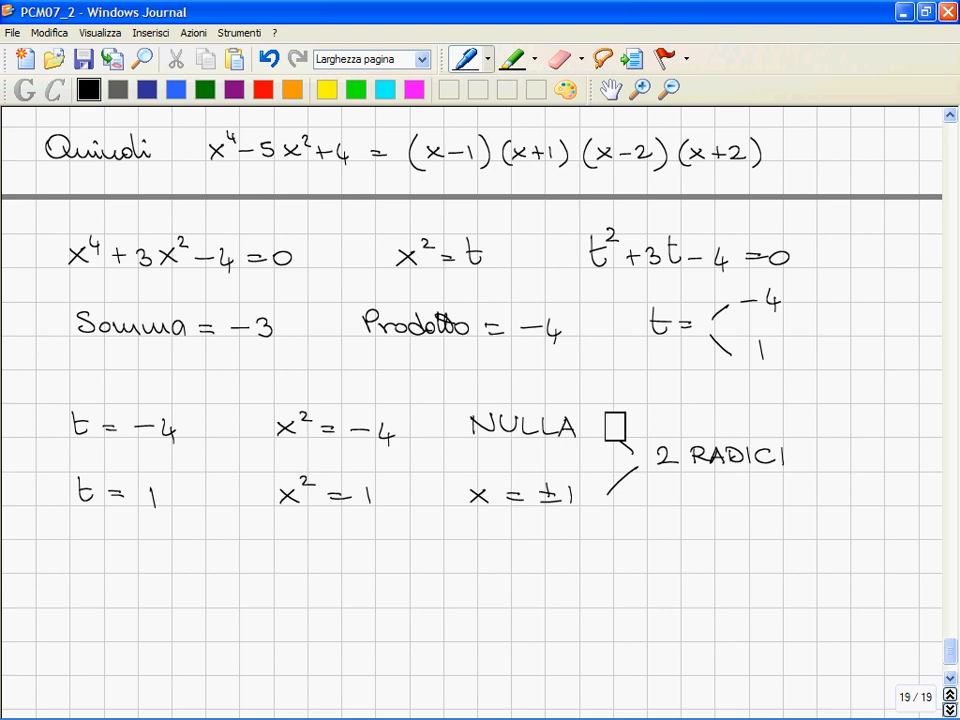 PCM07_2 - Windows Journal
File Modifica Visualizza Inserisci Azioni Strumenti ?
Larghezza pagina
G C
Quindi x⁴-5x²+4 = (x-1)(x+1)(x-2)(x+2)
x⁴+3x²-4=0 x²=t t²+3t-4=0
Somma = -3 Prodotto = -4 t= -4
1
t = -4 x² = -4 NULLA
2 RADICI
t = 1 x² = 1 x = ±1
19 / 19